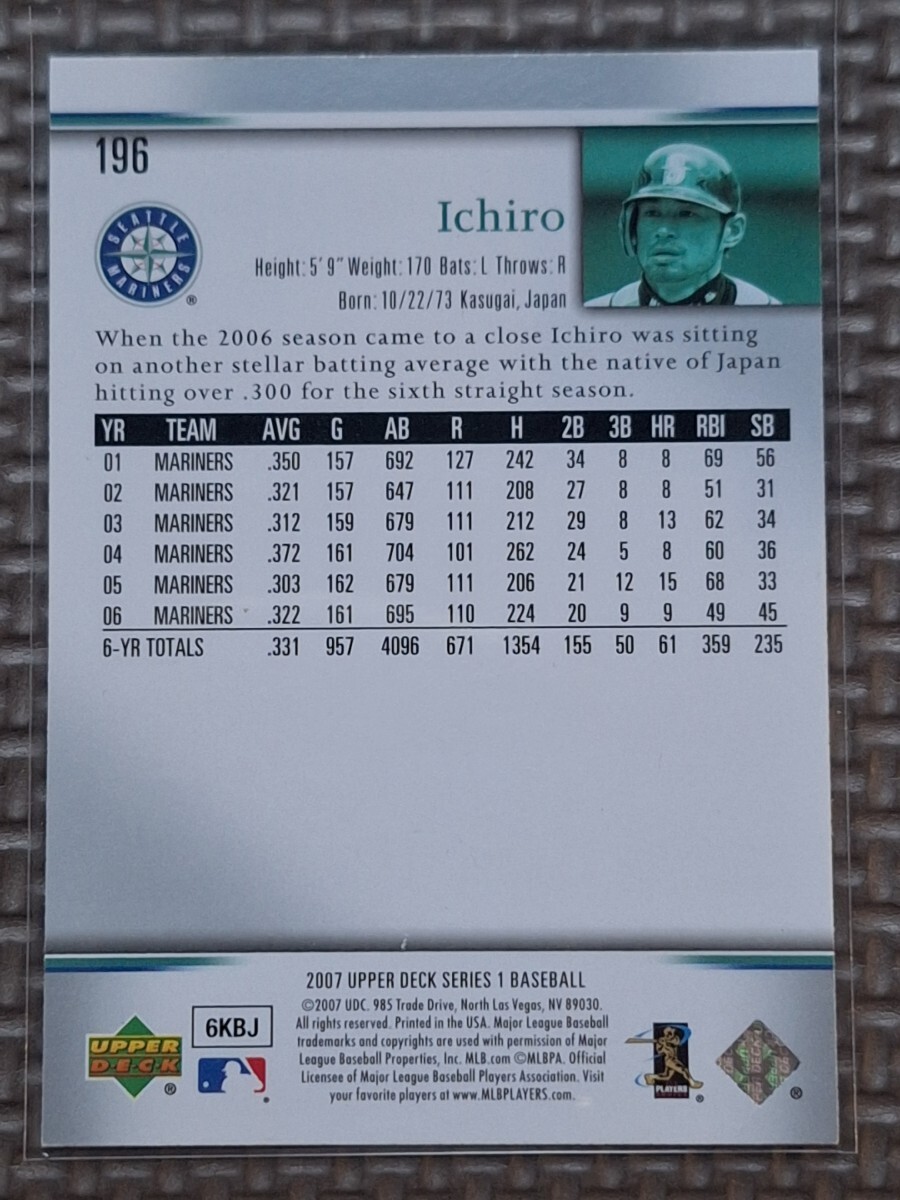 196
SEATTLE
MARINERS
®
Ichiro
Height: 5' 9" Weight: 170 Bats: L Throws: R
Born: 10/22/73 Kasugai, Japan
When the 2006 season came to a close Ichiro was sitting
on another stellar batting average with the native of Japan
hitting over .300 for the sixth straight season.
YR TEAM AVG G AB R H 2B 3B HR RBI SB
01 MARINERS .350 157 692 127 242 34 8 8 69 56
02 MARINERS .321 157 647 111 208 27 8 8 51 31
03 MARINERS .312 159 679 111 212 29 8 13 62 34
04 MARINERS .372 161 704 101 262 24 5 8 60 36
05 MARINERS .303 162 679 111 206 21 12 15 68 33
06 MARINERS .322 161 695 110 224 20 9 9 49 45
6-YR TOTALS .331 957 4096 671 1354 155 50 61 359 235
2007 UPPER DECK SERIES 1 BASEBALL
©2007 UDC. 985 Trade Drive, North Las Vegas, NV 89030.
All rights reserved. Printed in the USA. Major League Baseball
trademarks and copyrights are used with permission of Major
League Baseball Properties, Inc. MLB.com ©MLBPA. Official
Licensee of Major League Baseball Players Association. Visit
your favorite players at www.MLBPLAYERS.com.
UPPER
DECK
®
6KBJ
PLAYERS
®
®